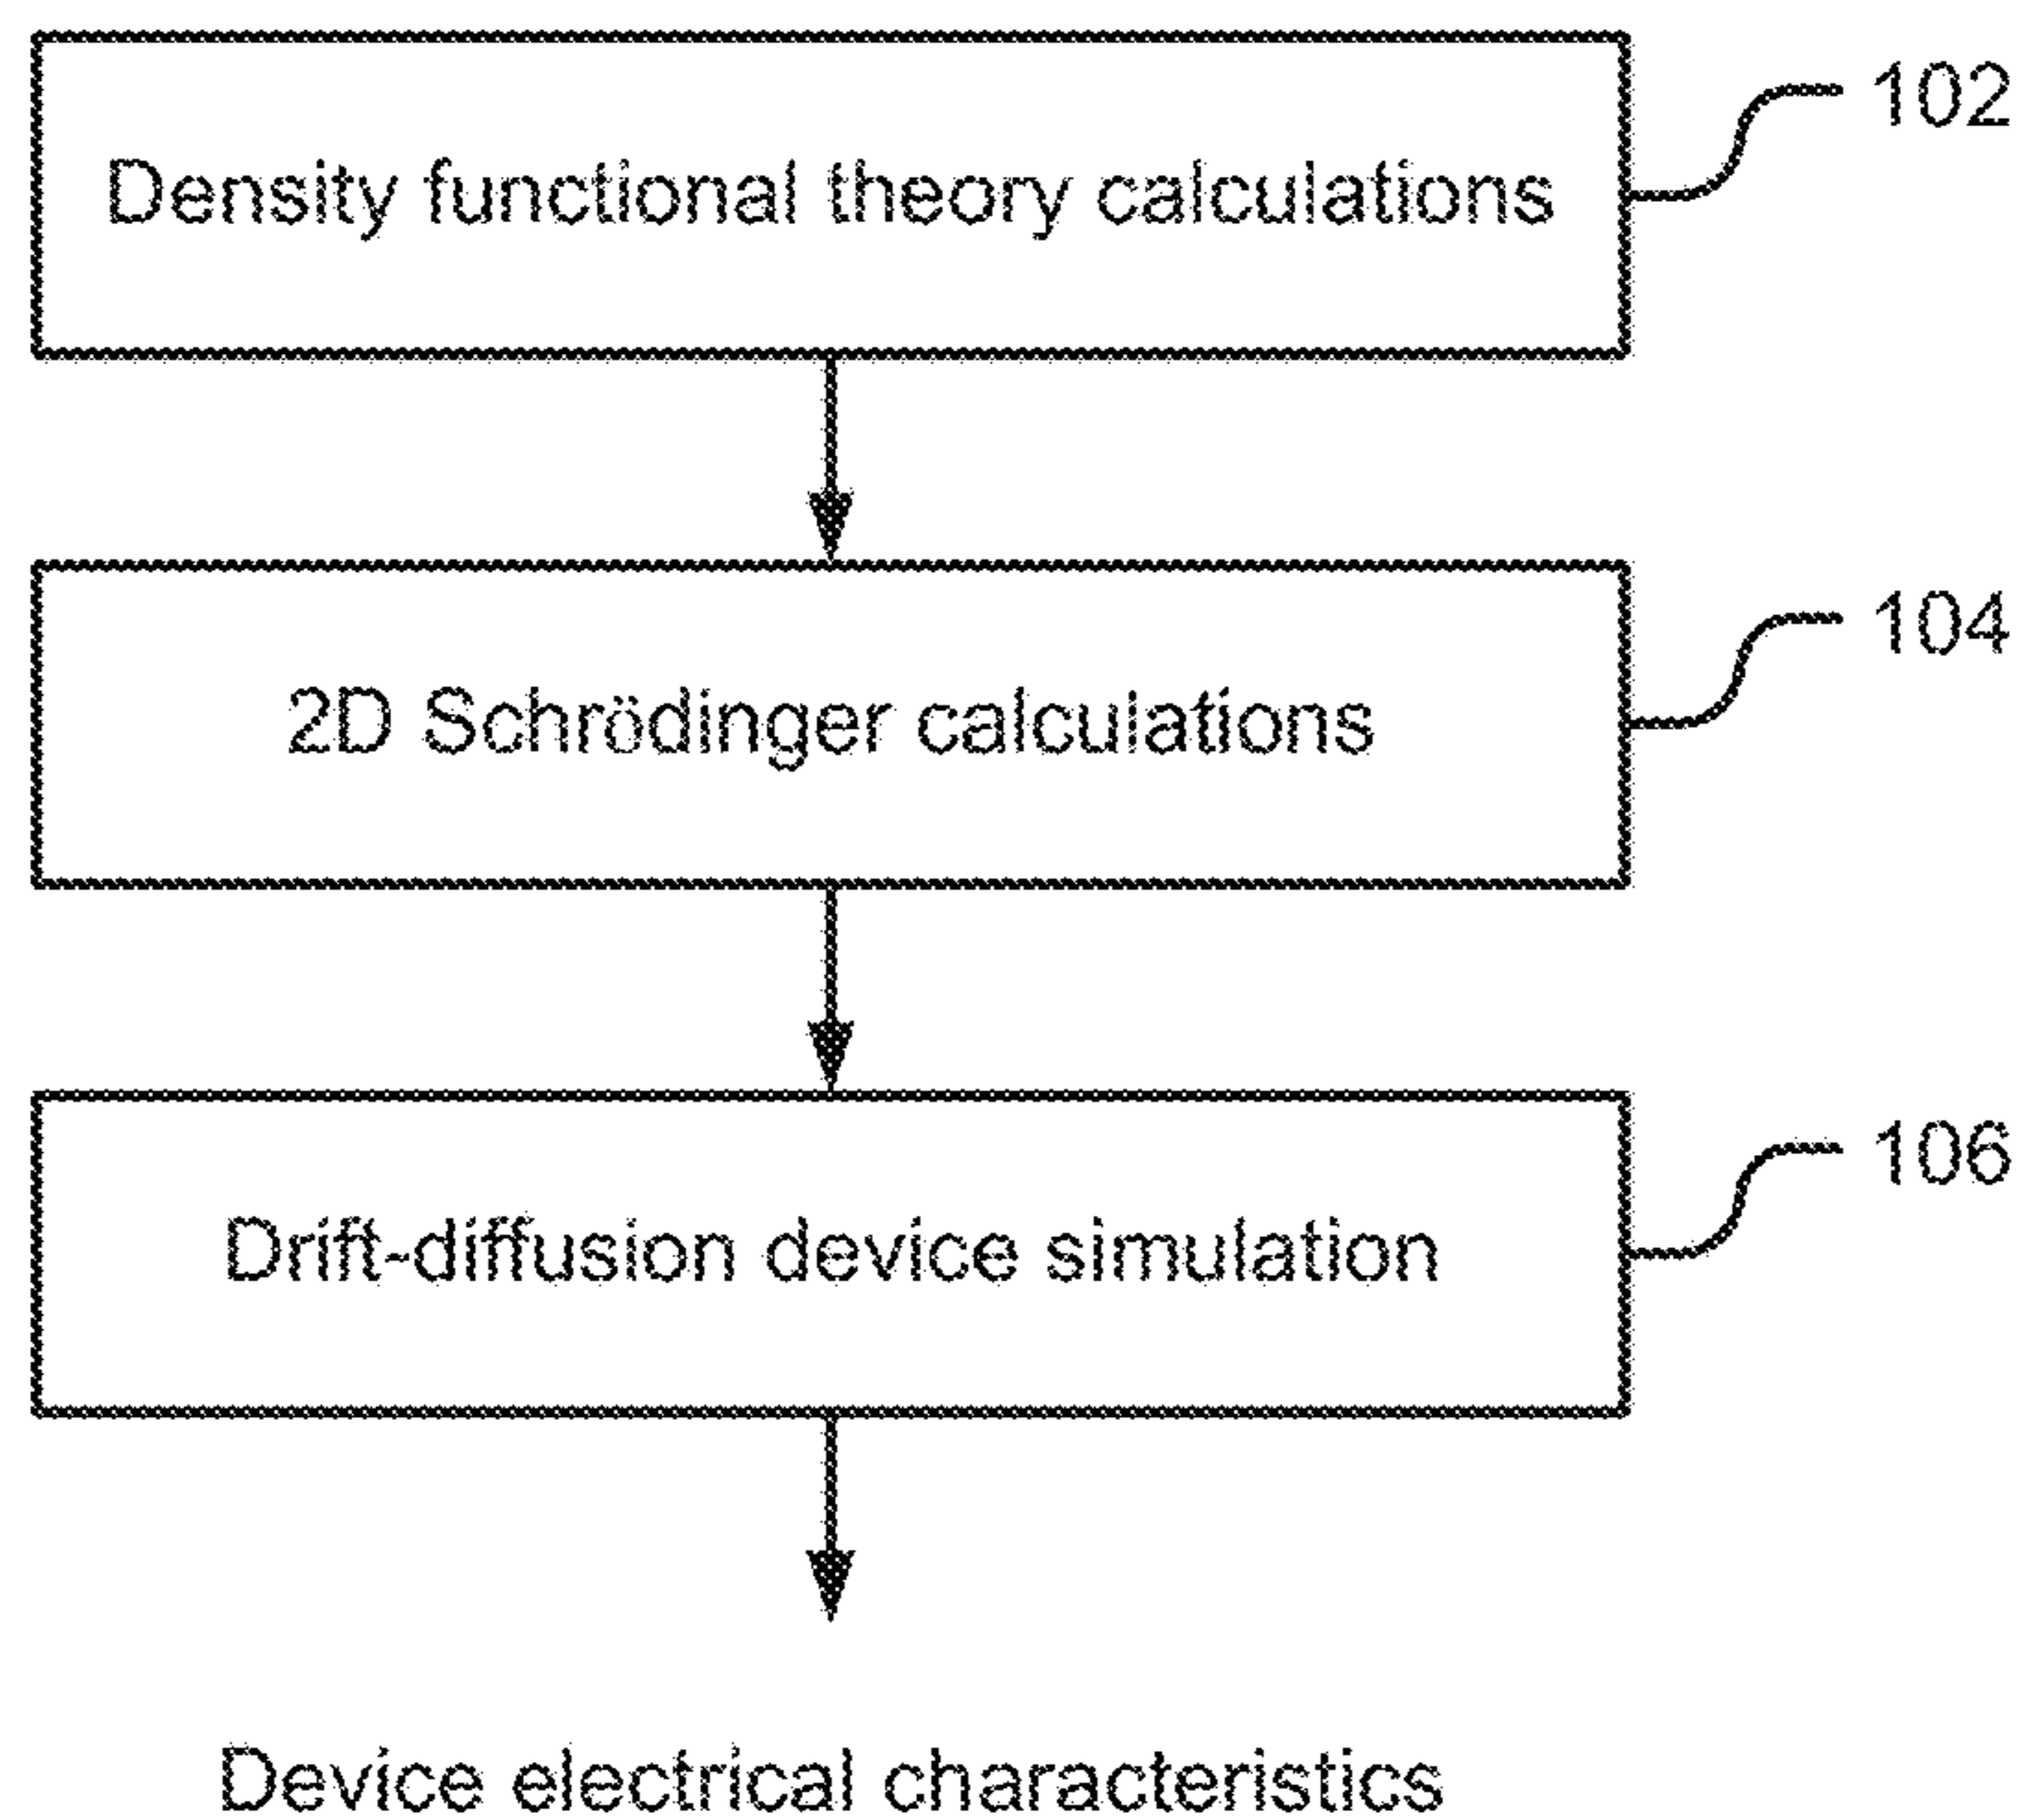 102
Density functional theory calculations
104
2D Schrödinger calculations
106
Drift-diffusion device simulation
Device electrical characteristics